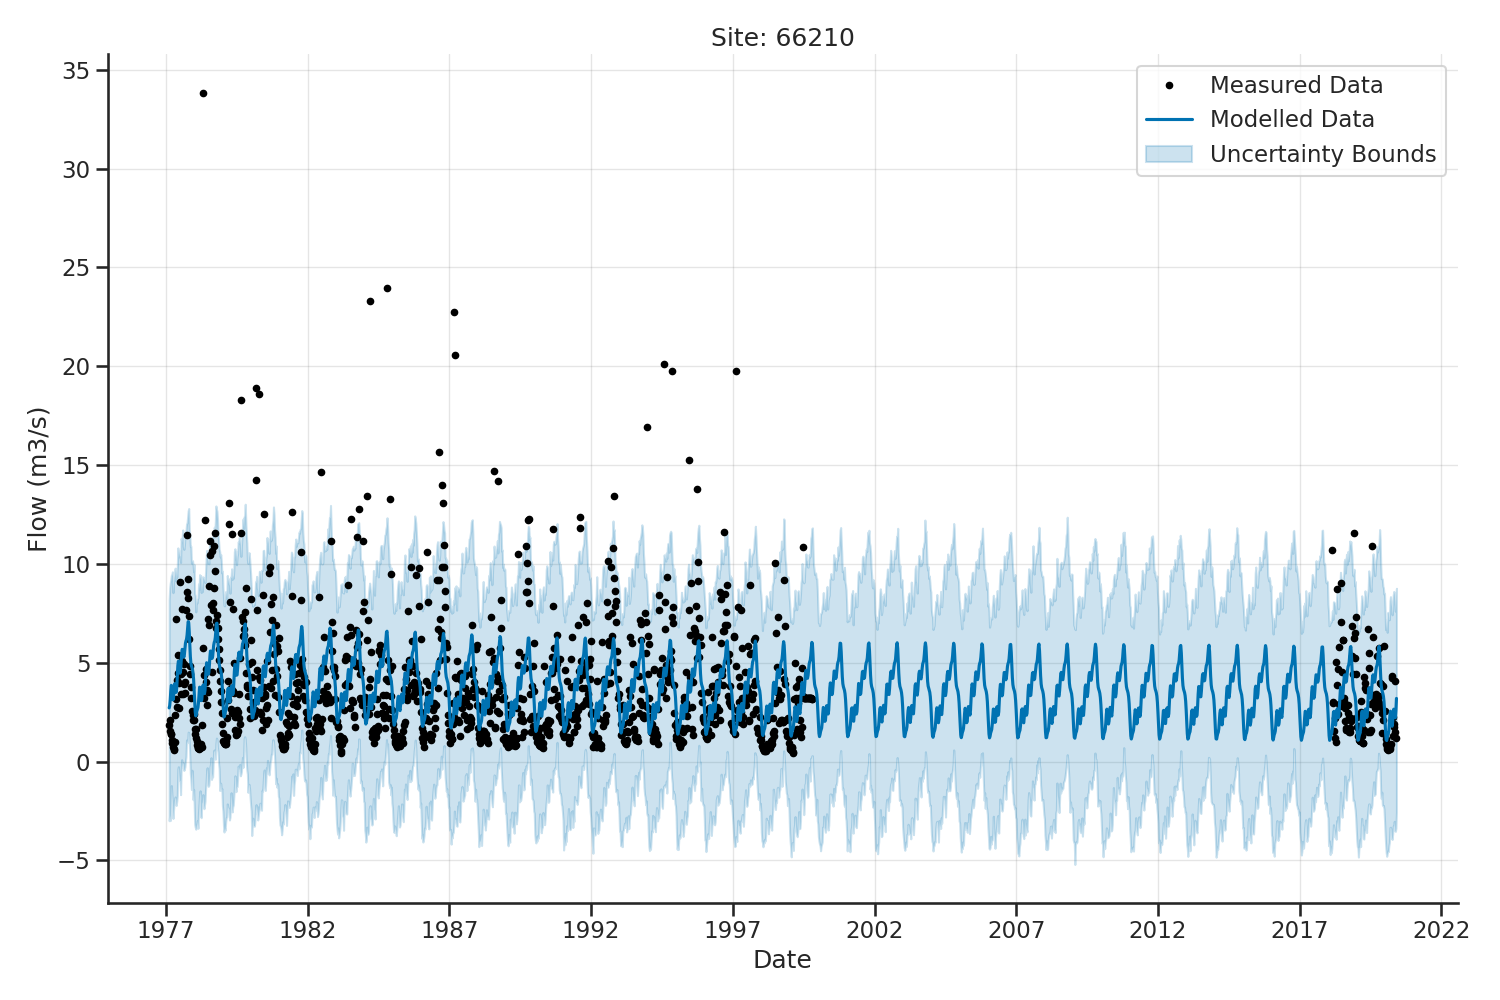 Site: 66210
35
30
25
20
15
10
5
0
−5
Flow (m3/s)
Measured Data
Modelled Data
Uncertainty Bounds
1977 1982 1987 1992 1997 2002 2007 2012 2017 2022
Date